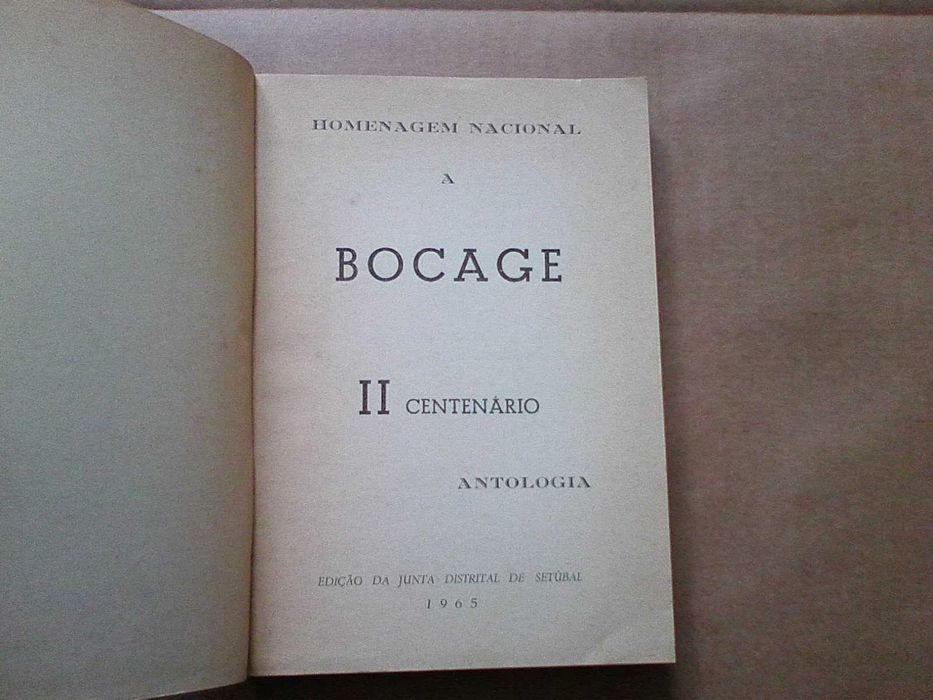 HOMENAGEM NACIONAL
A
BOCAGE
II CENTENÁRIO
ANTOLOGIA
EDIÇÃO DA JUNTA DISTRITAL DE SETÚBAL
1965